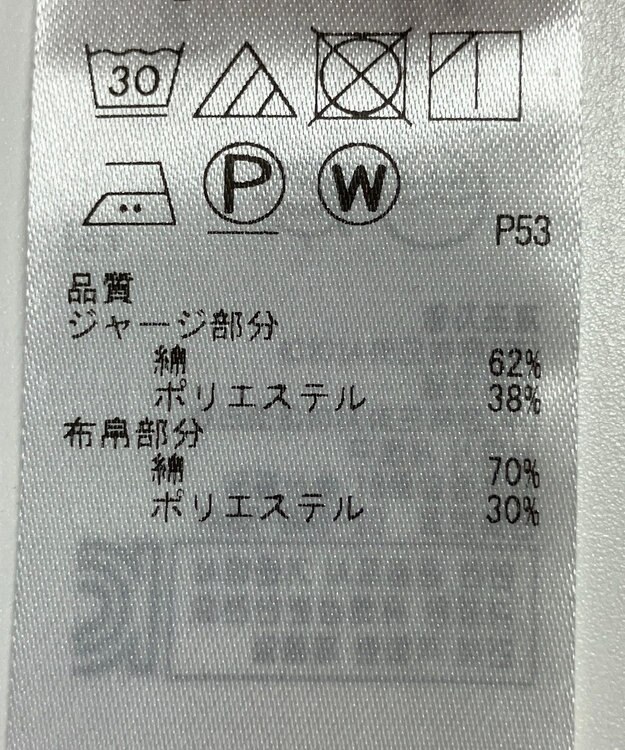 30
P W
P53
品質
ジャージ部分
綿 62%
ポリエステル 38%
布帛部分
綿 70%
ポリエステル 30%